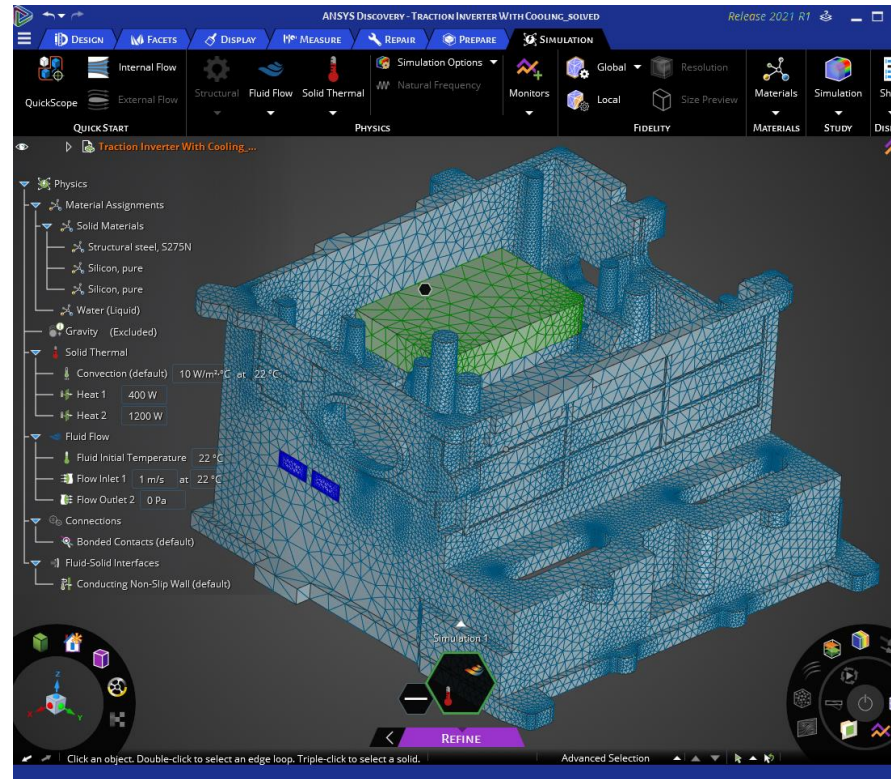 ANSYS DISCOVERY - TRACTION INVERTER WITH COOLING_SOLVED
Release 2021 R1
DESIGN
FACETS
DISPLAY
MEASURE
REPAIR
PREPARE
SIMULATION
QuickScope
Internal Flow
External Flow
Structural
Fluid Flow
Solid Thermal
Simulation Options
Natural Frequency
Monitors
Global
Local
Resolution
Size Preview
Materials
Simulation
QUICK START
PHYSICS
FIDELITY
MATERIALS
STUDY
Traction Inverter With Cooling_...
Physics
Material Assignments
Solid Materials
Structural steel, S275N
Silicon, pure
Silicon, pure
Water (Liquid)
Gravity (Excluded)
Solid Thermal
Convection (default) 10 W/m²·°C at 22 °C
Heat 1 400 W
Heat 2 1200 W
Fluid Flow
Fluid Initial Temperature 22 °C
Flow Inlet 1 1 m/s at 22 °C
Flow Outlet 2 0 Pa
Connections
Bonded Contacts (default)
Fluid-Solid Interfaces
Conducting Non-Slip Wall (default)
Simulation 1
z
x
y
REFINE
Click an object. Double-click to select an edge loop. Triple-click to select a solid.
Advanced Selection